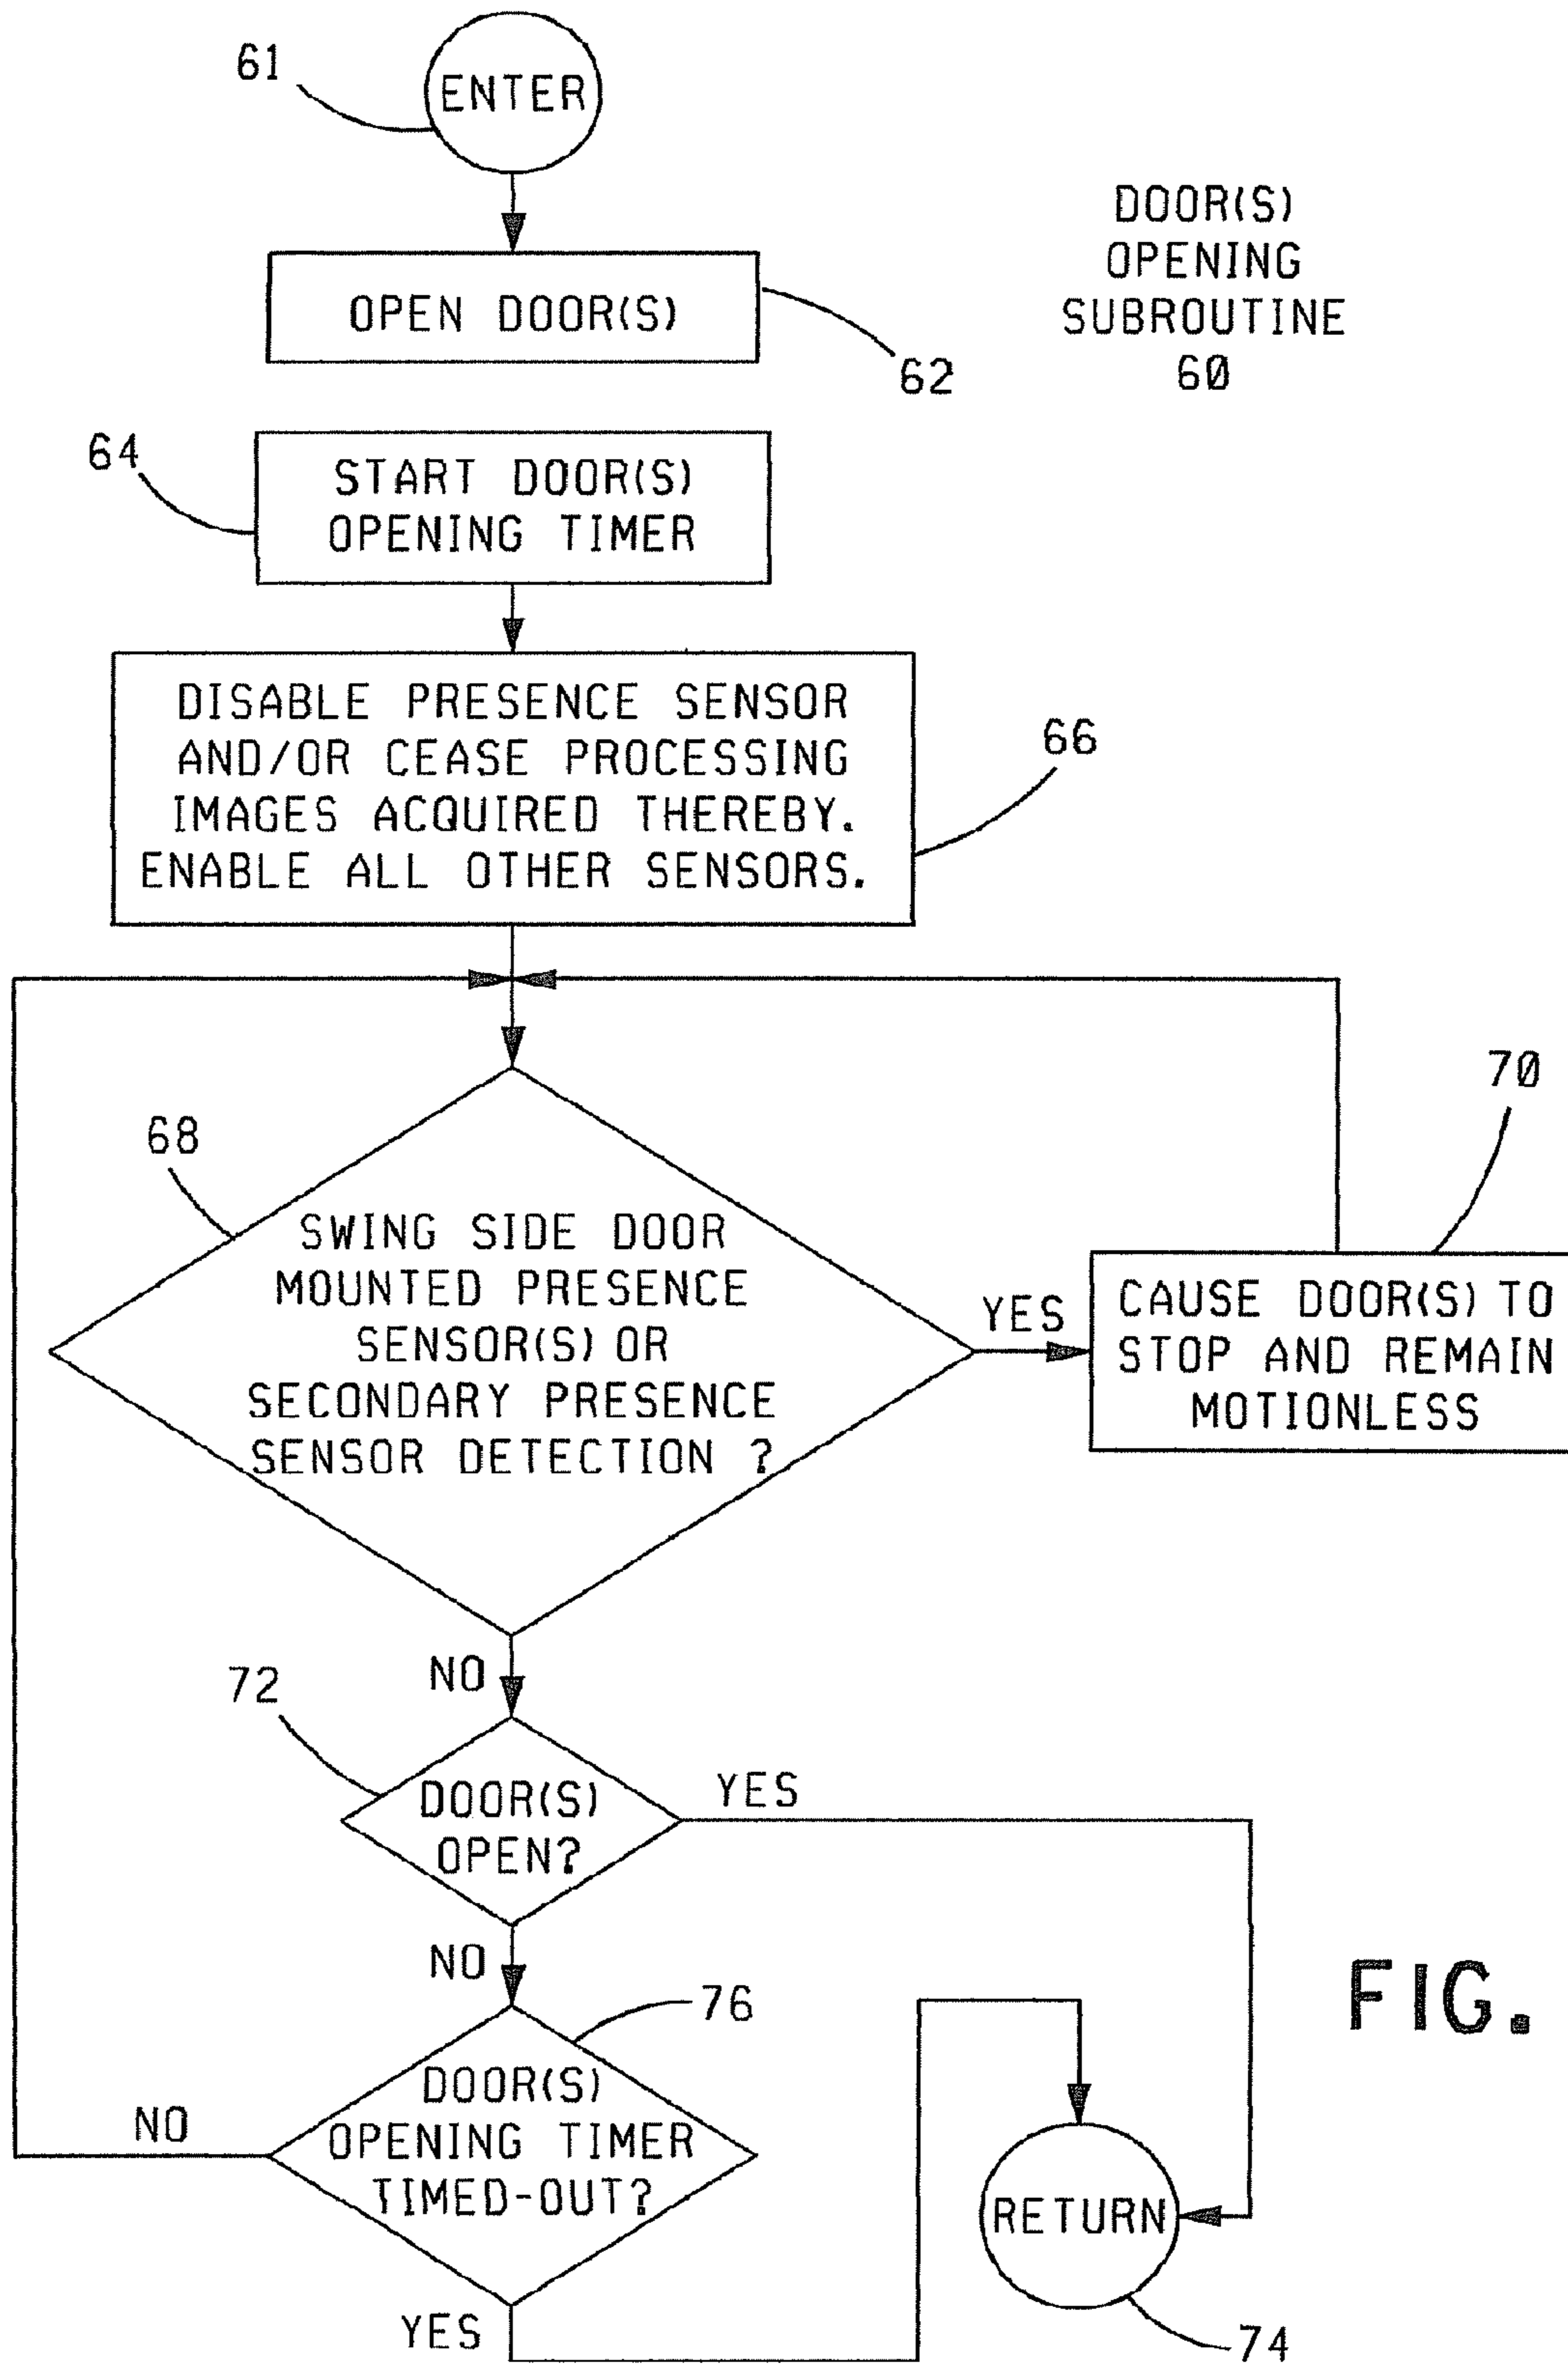 61
ENTER
DOOR(S)
OPENING
SUBROUTINE
60
OPEN DOOR(S)
62
64
START DOOR(S)
OPENING TIMER
DISABLE PRESENCE SENSOR
AND/OR CEASE PROCESSING
IMAGES ACQUIRED THEREBY.
ENABLE ALL OTHER SENSORS.
66
68
SWING SIDE DOOR
MOUNTED PRESENCE
SENSOR(S) OR
SECONDARY PRESENCE
SENSOR DETECTION ?
YES
70
CAUSE DOOR(S) TO
STOP AND REMAIN
MOTIONLESS
NO
72
DOOR(S)
OPEN?
YES
NO
76
DOOR(S)
OPENING TIMER
TIMED-OUT?
NO
YES
RETURN
74
FIG.